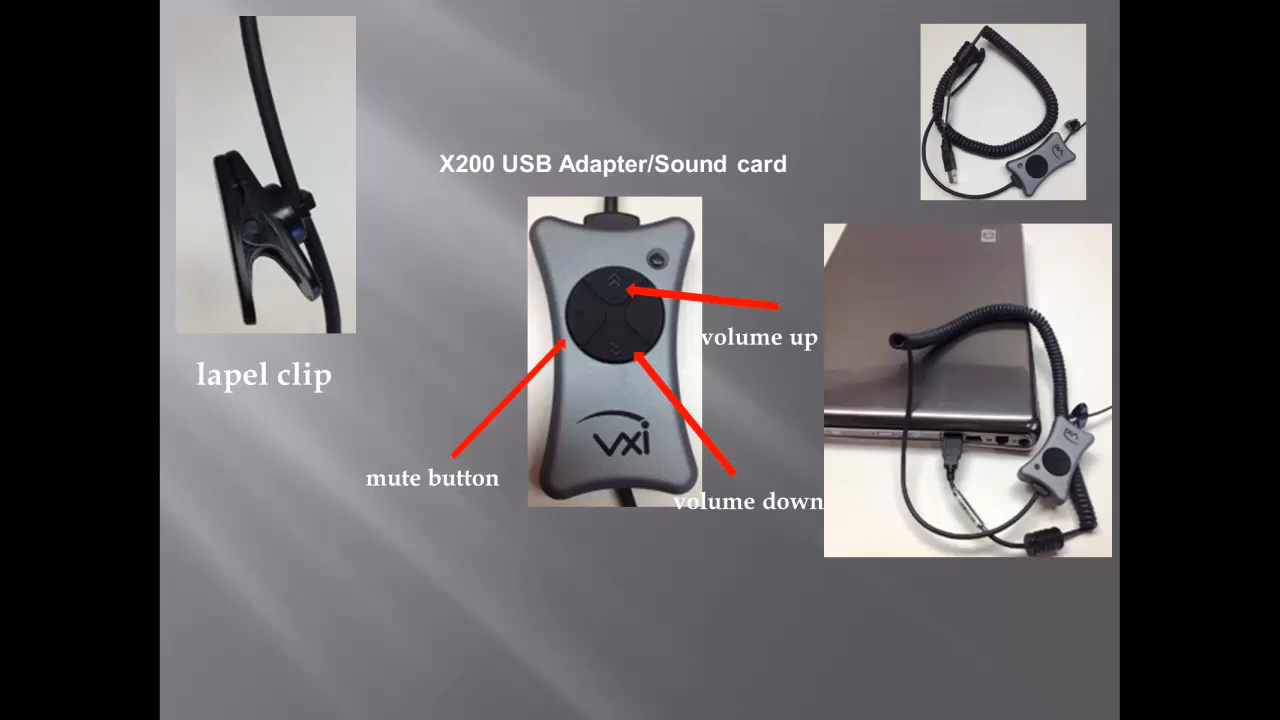 X200 USB Adapter/Sound card
volume up
lapel clip
vxi
mute button
volume down